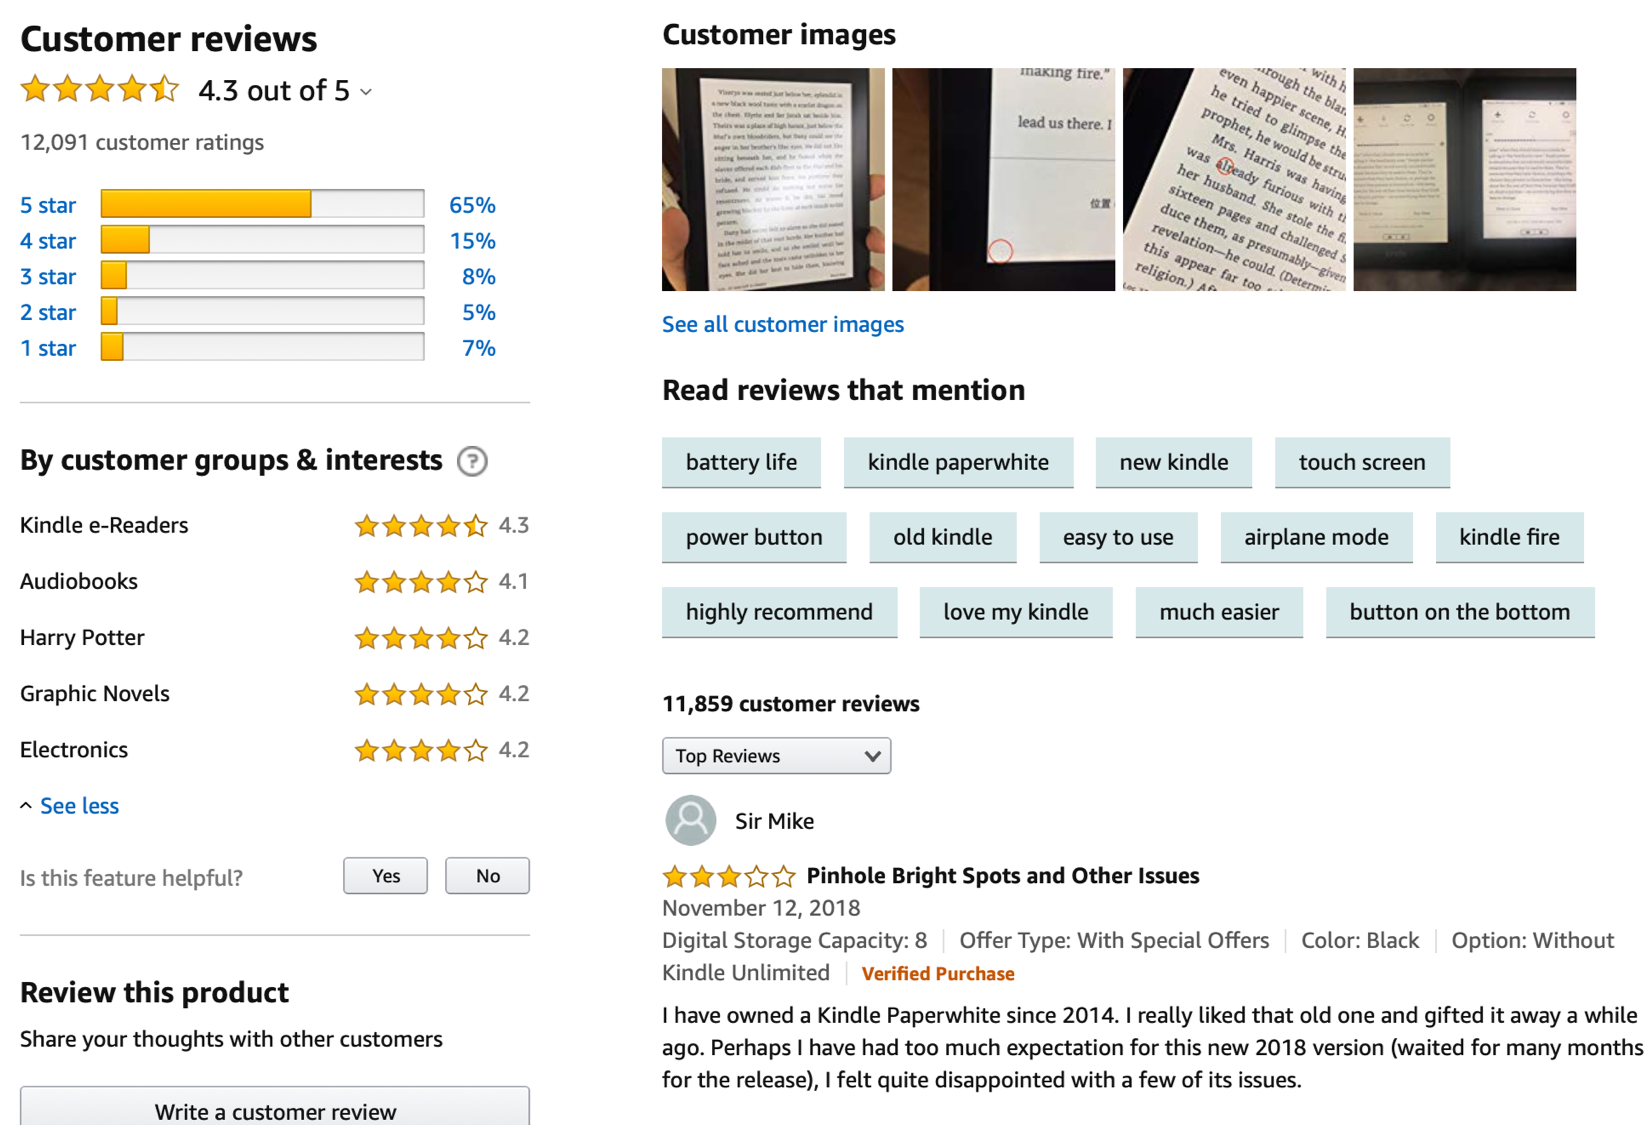 Customer reviews
4.3 out of 5
12,091 customer ratings
5 star 65%
4 star 15%
3 star 8%
2 star 5%
1 star 7%
By customer groups & interests ?
Kindle e-Readers 4.3
Audiobooks 4.1
Harry Potter 4.2
Graphic Novels 4.2
Electronics 4.2
See less
Is this feature helpful? Yes No
Review this product
Share your thoughts with other customers
Write a customer review
Customer images
making fire."
lead us there. I
位置
with h
rough the blan
even happier scene, H
he tried to glimpse the
prophet, he would be stru
Mrs. Harris was having
was already furious with t
her husband. She stole the fi
sixteen pages and challenged
duce them, as presumably—given
revelation—he could. (Determi
this appear far too
religion.)
See all customer images
Read reviews that mention
battery life kindle paperwhite new kindle touch screen
power button old kindle easy to use airplane mode kindle fire
highly recommend love my kindle much easier button on the bottom
11,859 customer reviews
Top Reviews
Sir Mike
Pinhole Bright Spots and Other Issues
November 12, 2018
Digital Storage Capacity: 8 | Offer Type: With Special Offers | Color: Black | Option: Without
Kindle Unlimited | Verified Purchase
I have owned a Kindle Paperwhite since 2014. I really liked that old one and gifted it away a while
ago. Perhaps I have had too much expectation for this new 2018 version (waited for many months
for the release), I felt quite disappointed with a few of its issues.